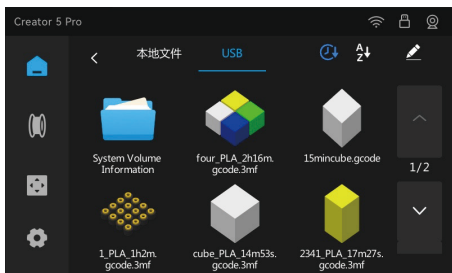 Creator 5 Pro
本地文件
USB
A
Z
System Volume
Information
four_PLA_2h16m.
gcode.3mf
15mincube.gcode
1/2
1_PLA_1h2m.
gcode.3mf
cube_PLA_14m53s.
gcode.3mf
2341_PLA_17m27s.
gcode.3mf